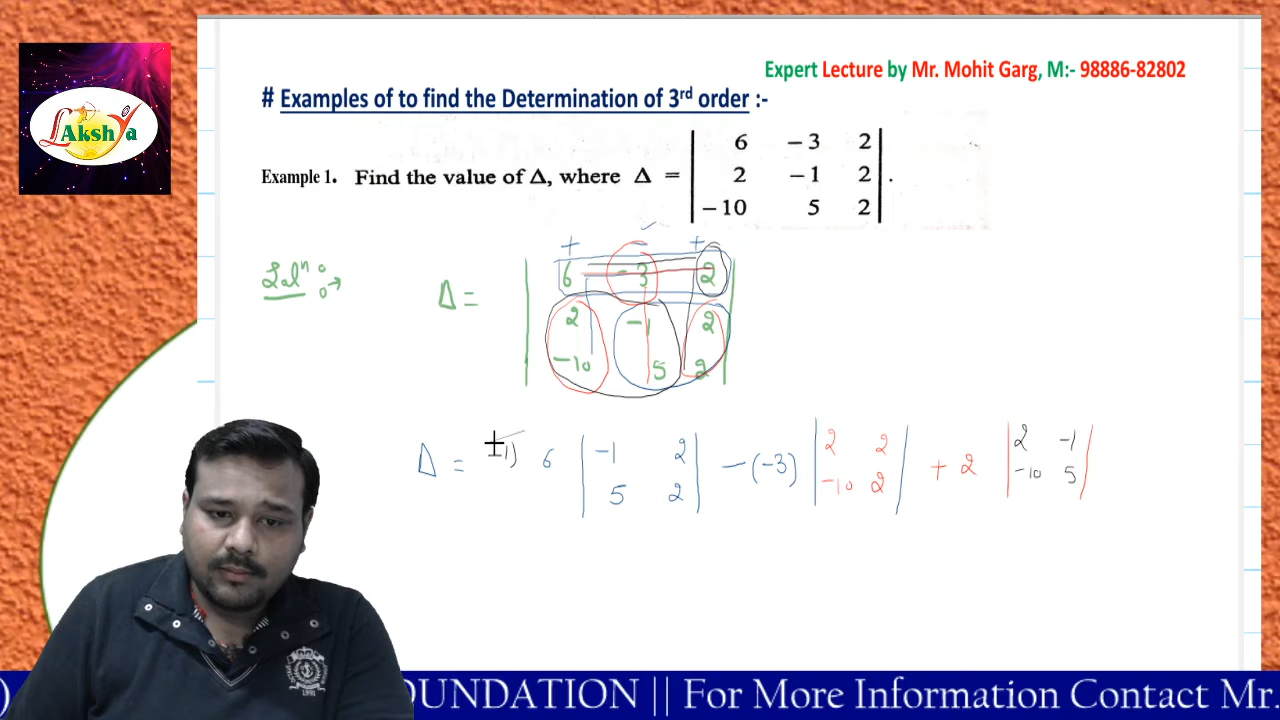 LAkshya
Expert Lecture by Mr. Mohit Garg, M:- 98886-82802
# Examples of to find the Determination of 3rd order :-
Example 1. Find the value of Δ, where Δ = | 6 −3 2 |
| 2 −1 2 | .
| −10 5 2 |
+ − +
Solⁿ : → Δ = | 6 −3 2 |
| 2 −1 2 |
| −10 5 2 |
Δ = 6 | −1 2 | −(−3) | 2 2 | + 2 | 2 −1 |
| 5 2 | | −10 2 | | −10 5 |
1991
) OUNDATION || For More Information Contact Mr.